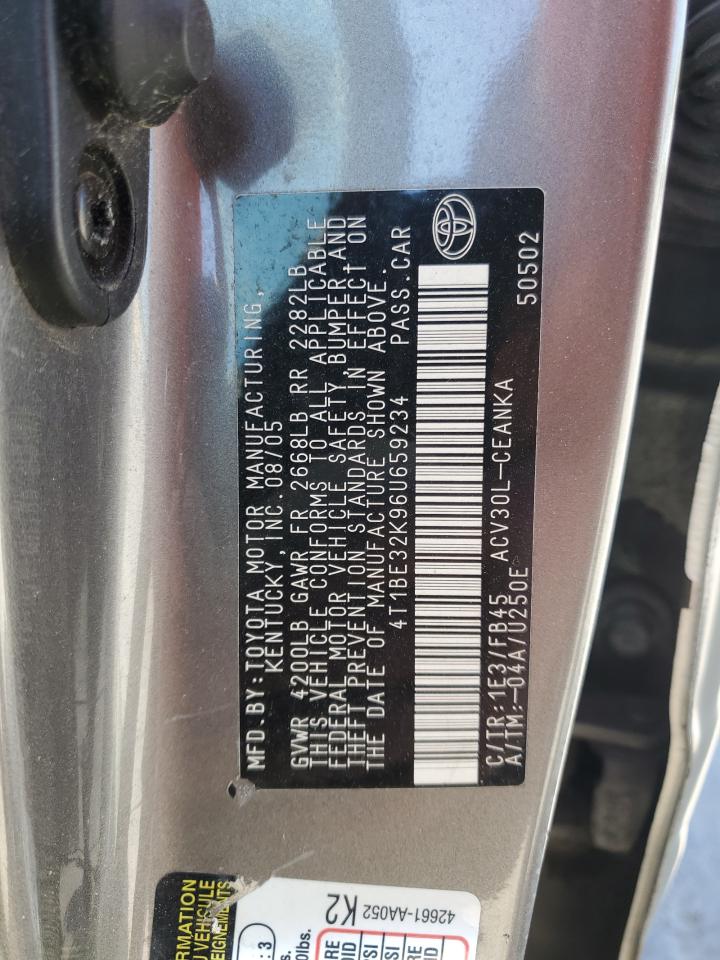 MFD.BY:TOYOTA MOTOR MANUFACTURING,
KENTUCKY, INC.08/05
GVWR 4200LB GAWR FR 2668LB RR 2282LB
THIS VEHICLE CONFORMS TO ALL APPLICABLE
FEDERAL MOTOR VEHICLE SAFETY, BUMPER AND
THEFT PREVENTION STANDARDS IN EFFECT ON
THE DATE OF MANUFACTURE SHOWN ABOVE.
4T1BE32K96U659234 PASS.CAR
C/TR:1E3/FB45 ACV30L-CEANKA
A/TM:-04A/U250E
50502
42661-AA052
K2